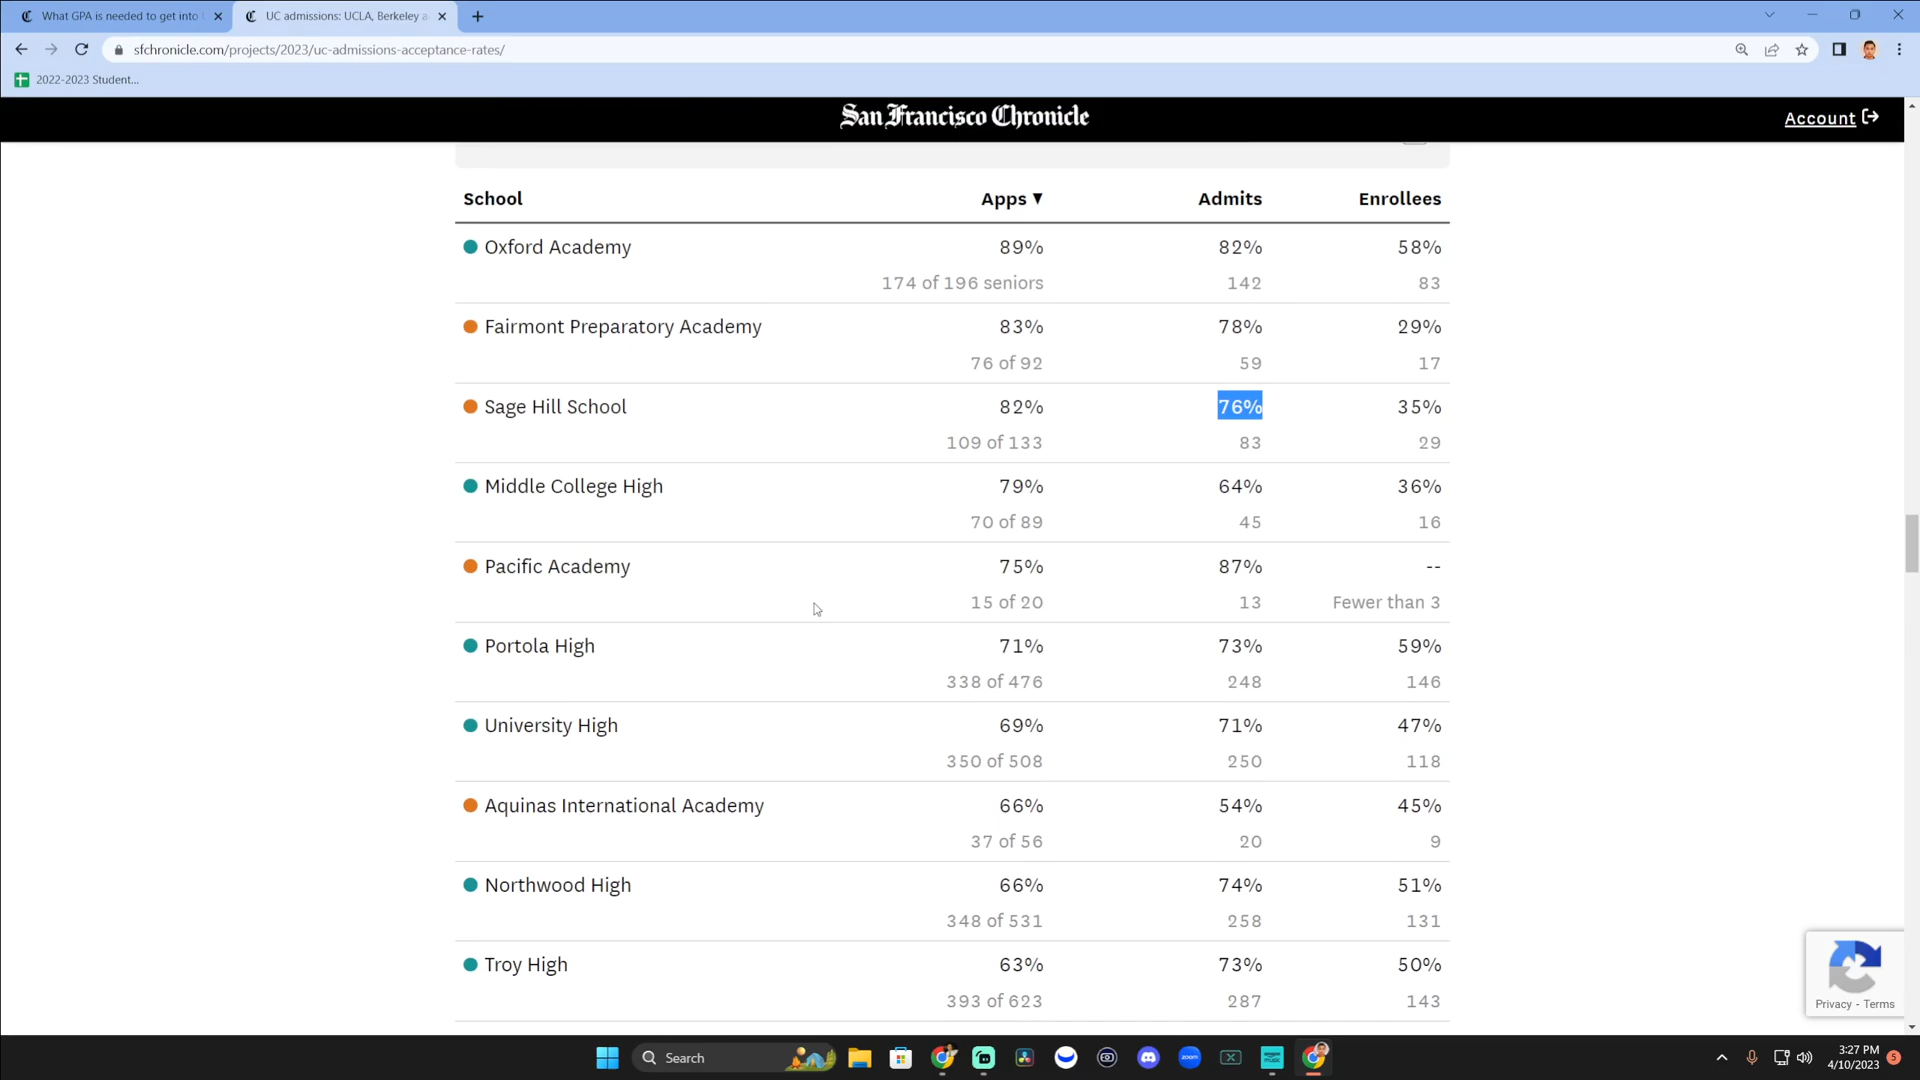 What GPA is needed to get into
UC admissions: UCLA, Berkeley a
sfchronicle.com/projects/2023/uc-admissions-acceptance-rates/
2022-2023 Student...
San Francisco Chronicle
Account
School Apps ▼ Admits Enrollees
Oxford Academy 89% 82% 58%
174 of 196 seniors 142 83
Fairmont Preparatory Academy 83% 78% 29%
76 of 92 59 17
Sage Hill School 82% 76% 35%
109 of 133 83 29
Middle College High 79% 64% 36%
70 of 89 45 16
Pacific Academy 75% 87% --
15 of 20 13 Fewer than 3
Portola High 71% 73% 59%
338 of 476 248 146
University High 69% 71% 47%
350 of 508 250 118
Aquinas International Academy 66% 54% 45%
37 of 56 20 9
Northwood High 66% 74% 51%
348 of 531 258 131
Troy High 63% 73% 50%
393 of 623 287 143
Privacy - Terms
Search
zoom
music
3:27 PM
4/10/2023
5